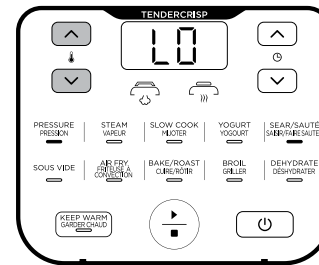 TENDERCRISP
LO
PRESSURE STEAM SLOW COOK YOGURT SEAR/SAUTÉ
PRESSION VAPEUR MIJOTER YOGOURT SAISIR/FAIRE SAUTER
SOUS VIDE AIR FRY BAKE/ROAST BROIL DEHYDRATE
FRITEUSE À CONVECTION CUIRE/RÔTIR GRILLER DÉSHYDRATER
KEEP WARM
GARDER CHAUD